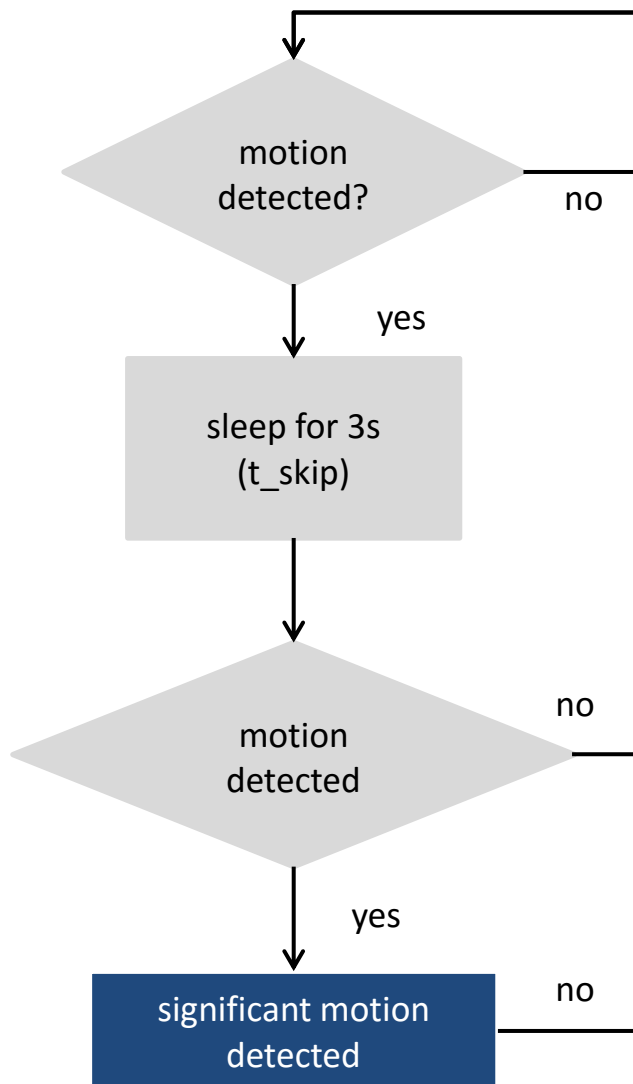 motion
detected?
no
yes
sleep for 3s
(t_skip)
no
motion
detected
yes
no
significant motion
detected